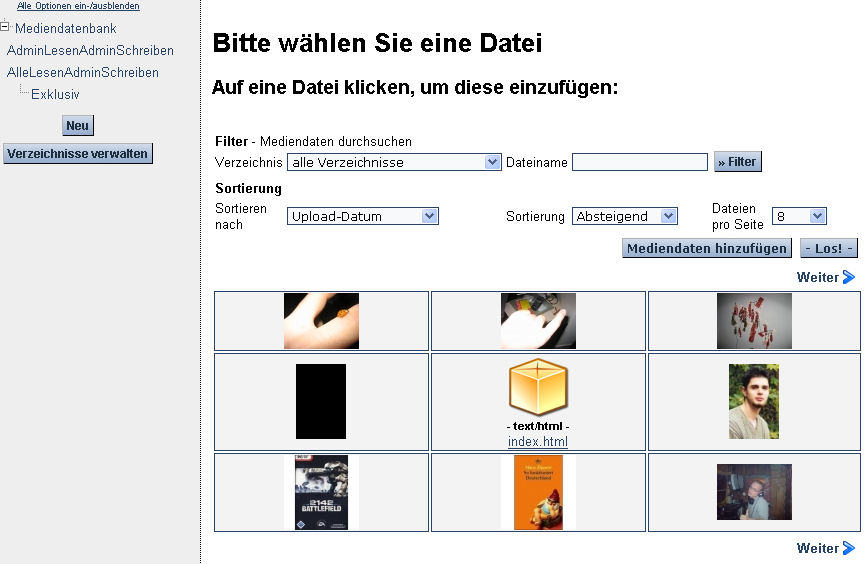 Alle Optionen ein-/ausblenden
Mediendatenbank
AdminLesenAdminSchreiben
AlleLesenAdminSchreiben
Exklusiv
Neu
Verzeichnisse verwalten
Bitte wählen Sie eine Datei
Auf eine Datei klicken, um diese einzufügen:
Filter - Mediendaten durchsuchen
Verzeichnis alle Verzeichnisse Dateiname » Filter
Sortierung
Sortieren nach Upload-Datum Sortierung Absteigend Dateien pro Seite 8
Mediendaten hinzufügen - Los! -
Weiter
- text/html -
index.html
2142
BATTLEFIELD
Deutschland
Weiter